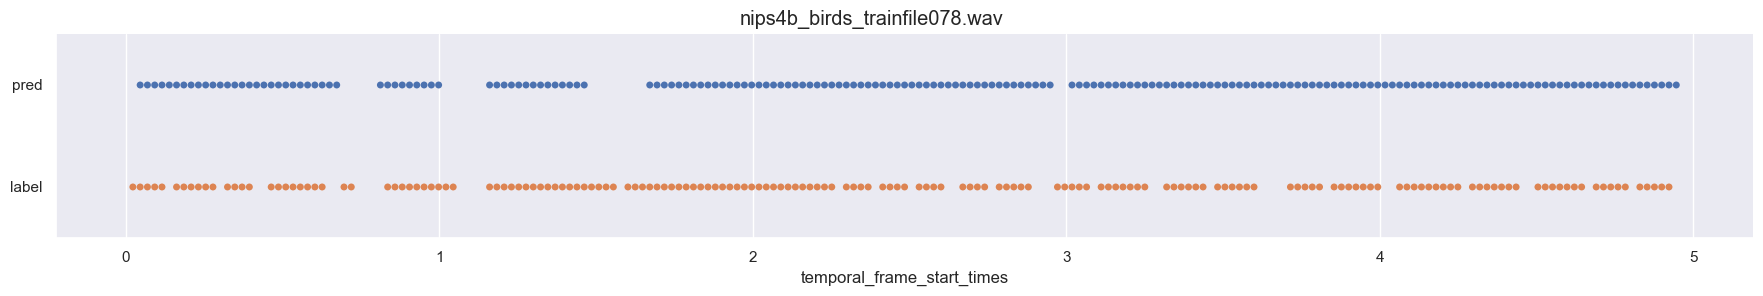 nips4b_birds_trainfile078.wav
pred
label
0 1 2 3 4 5
temporal_frame_start_times